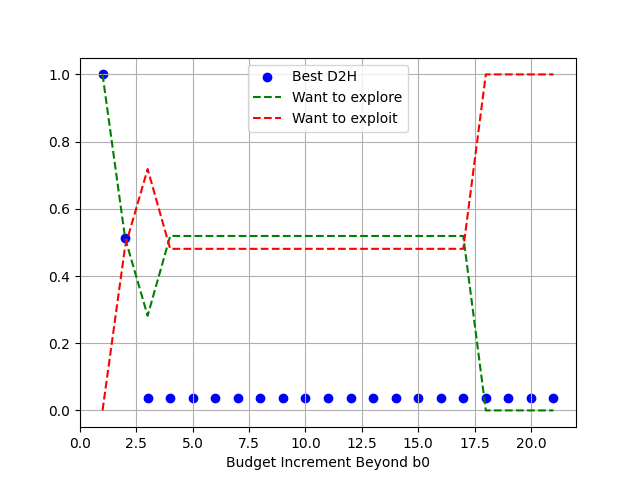 Best D2H
Want to explore
Want to exploit
1.0
0.8
0.6
0.4
0.2
0.0
0.0 2.5 5.0 7.5 10.0 12.5 15.0 17.5 20.0
Budget Increment Beyond b0